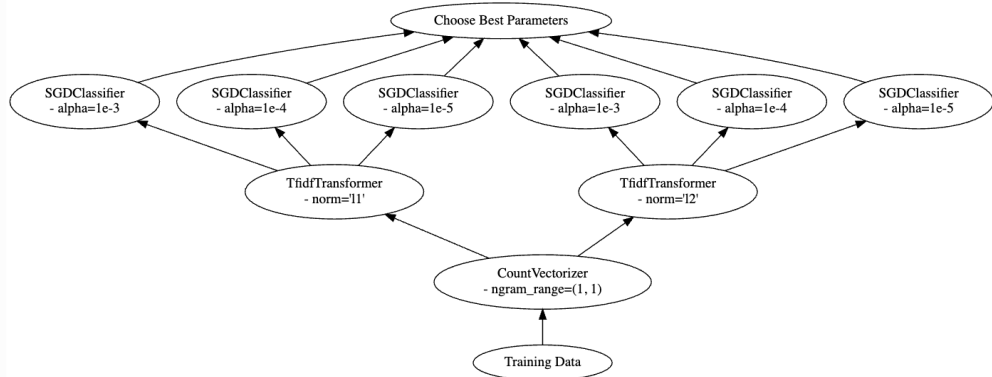 Choose Best Parameters
SGDClassifier
- alpha=1e-3
SGDClassifier
- alpha=1e-4
SGDClassifier
- alpha=1e-5
SGDClassifier
- alpha=1e-3
SGDClassifier
- alpha=1e-4
SGDClassifier
- alpha=1e-5
TfidfTransformer
- norm='l1'
TfidfTransformer
- norm='l2'
CountVectorizer
- ngram_range=(1, 1)
Training Data